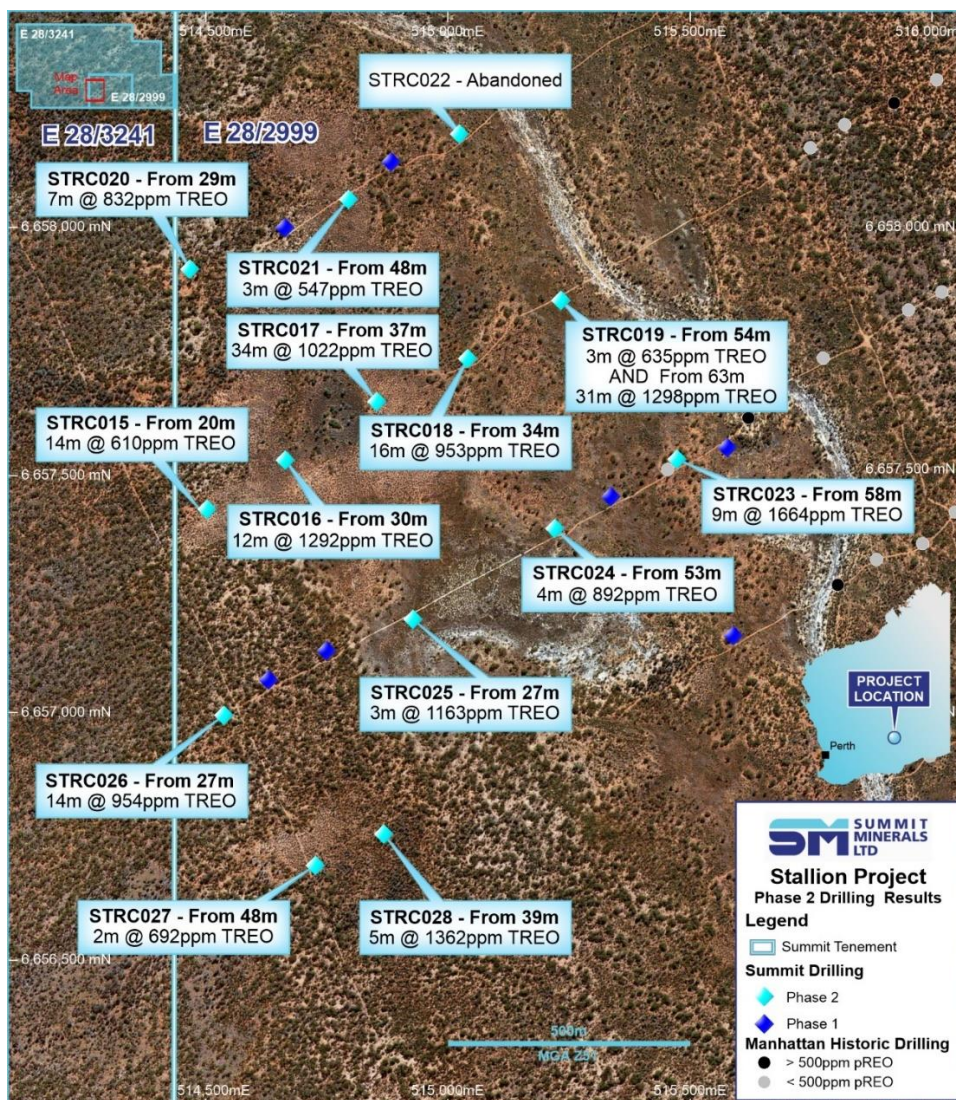 514,500mE
515,000mE
515,500mE
516,000mE
E 28/3241
Map
Area
E 28/2999
E 28/3241
E 28/2999
STRC022 - Abandoned
STRC020 - From 29m
7m @ 832ppm TREO
6,658,000 mN
6,658,000 mN
STRC021 - From 48m
3m @ 547ppm TREO
STRC017 - From 37m
34m @ 1022ppm TREO
STRC019 - From 54m
3m @ 635ppm TREO
AND From 63m
31m @ 1298ppm TREO
STRC015 - From 20m
14m @ 610ppm TREO
STRC018 - From 34m
16m @ 953ppm TREO
6,657,500 mN
6,657,500 mN
STRC016 - From 30m
12m @ 1292ppm TREO
STRC023 - From 58m
9m @ 1664ppm TREO
STRC024 - From 53m
4m @ 892ppm TREO
STRC025 - From 27m
3m @ 1163ppm TREO
PROJECT
LOCATION
Perth
6,657,000 mN
STRC026 - From 27m
14m @ 954ppm TREO
STRC027 - From 48m
2m @ 692ppm TREO
STRC028 - From 39m
5m @ 1362ppm TREO
6,656,500 mN
500m
MGA Z51
514,500mE
515,000mE
515,500mE
SM SUMMIT
MINERALS
LTD
Stallion Project
Phase 2 Drilling Results
Legend
Summit Tenement
Summit Drilling
Phase 2
Phase 1
Manhattan Historic Drilling
> 500ppm pREO
< 500ppm pREO